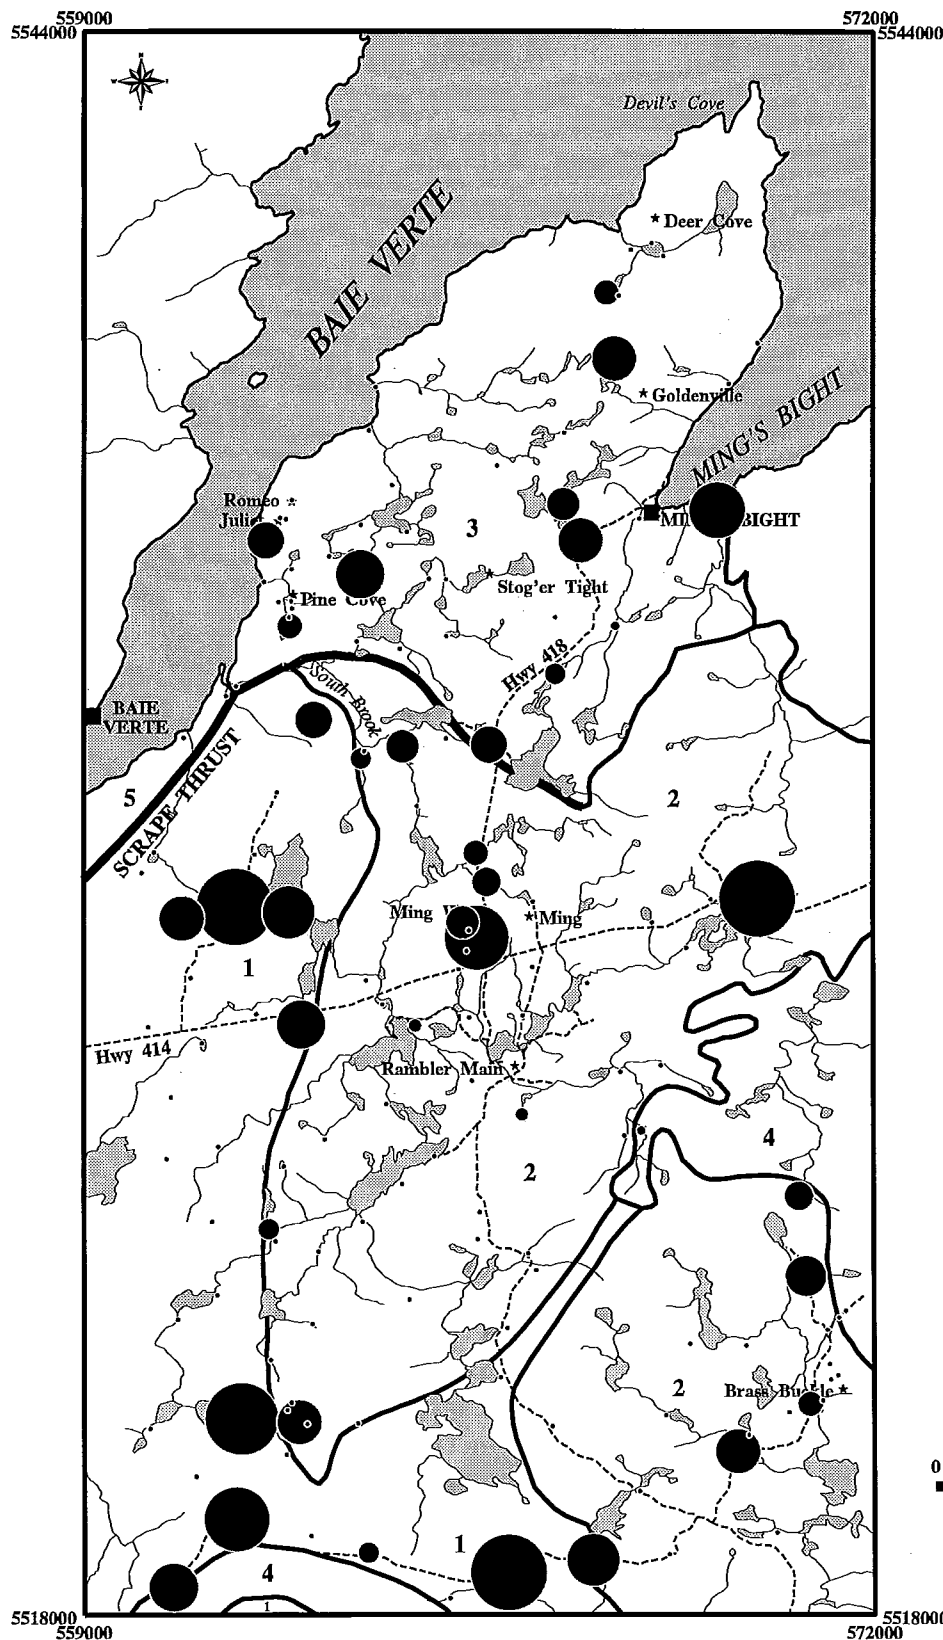 559000
572000
5544000
5544000
N
W
Devil's Cove
Deer Cove
BAIE VERTE
Goldenville
MING'S BIGHT
Romeo
3
BIGHT
Stog'er Tight
Pine Cove
Hwy 418
South Brook
BAIE
VERTE
SCRAPE THRUST
5
2
Ming
Ming
1
Hwy 414
Rambler Main
4
2
2
Brass Buckle
0
1
4
1
5518000
5518000
559000
572000